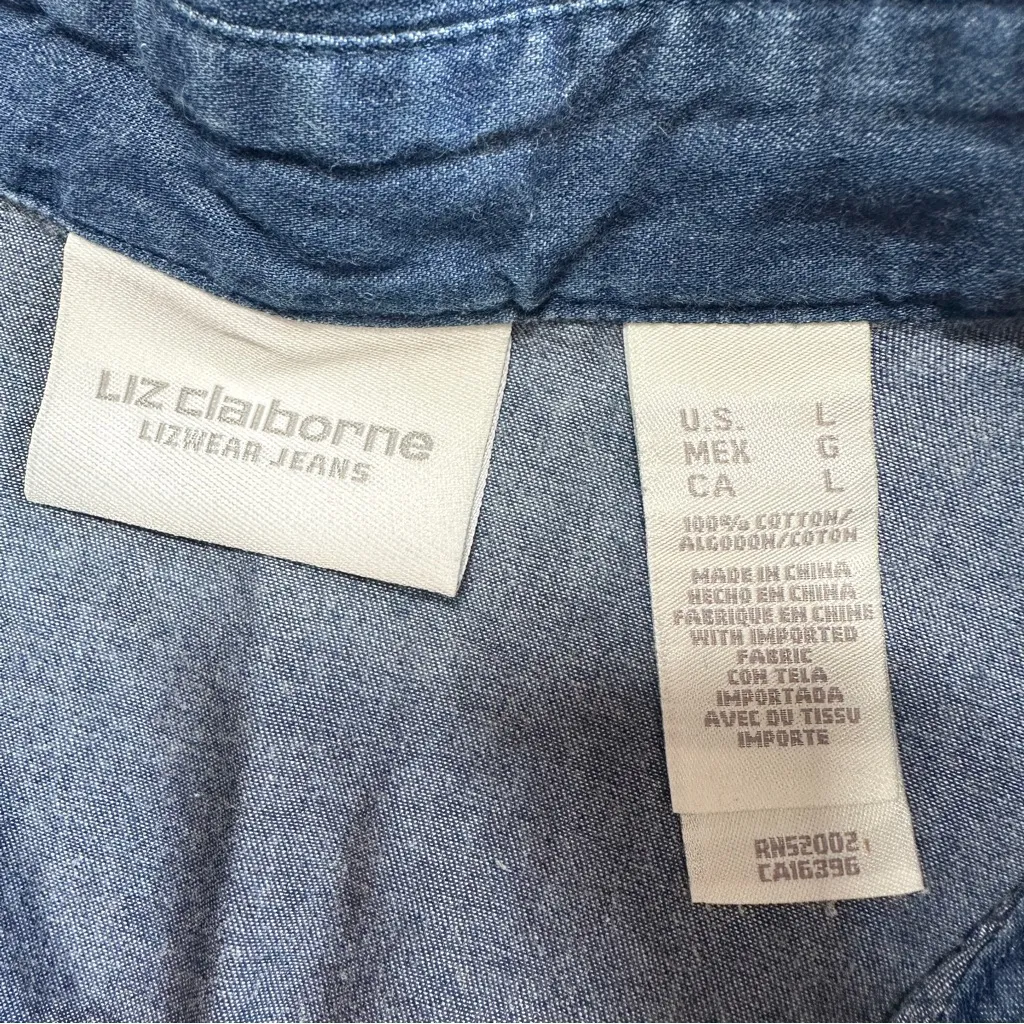 LIZ claiborne
LIZWEAR JEANS
U.S. L
MEX G
CA L
100% COTTON/
ALGODON/COTON
MADE IN CHINA
HECHO EN CHINA
FABRIQUE EN CHINE
WITH IMPORTED
FABRIC
CON TELA
IMPORTADA
AVEC DU TISSU
IMPORTE
RN52002
CA16396